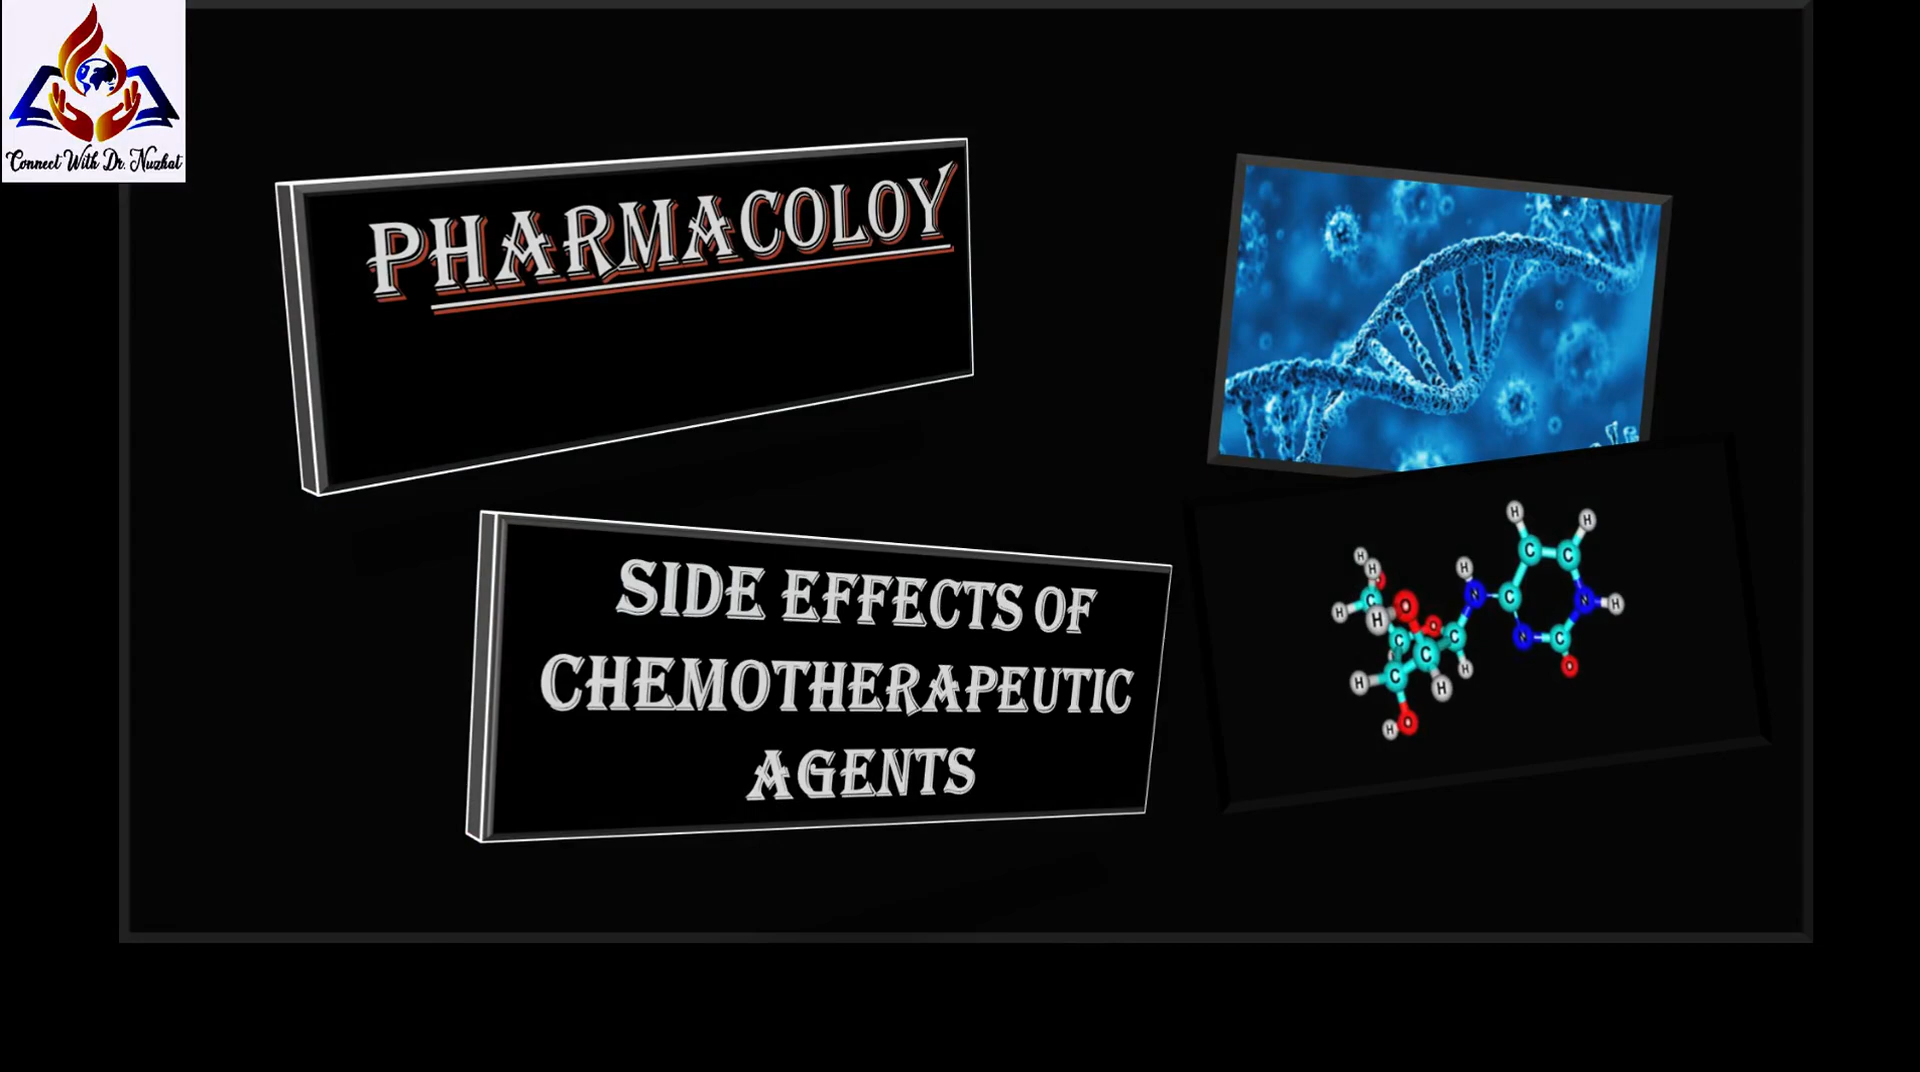 Connect With Dr. Nuzhat
PHARMACOLOY
SIDE EFFECTS OF
CHEMOTHERAPEUTIC
AGENTS
H
H
H
H
H
C
C
H
C
O
H
N
C
N
H
H
C
O
O
C
N
C
C
H
C
H
H
O
H
O